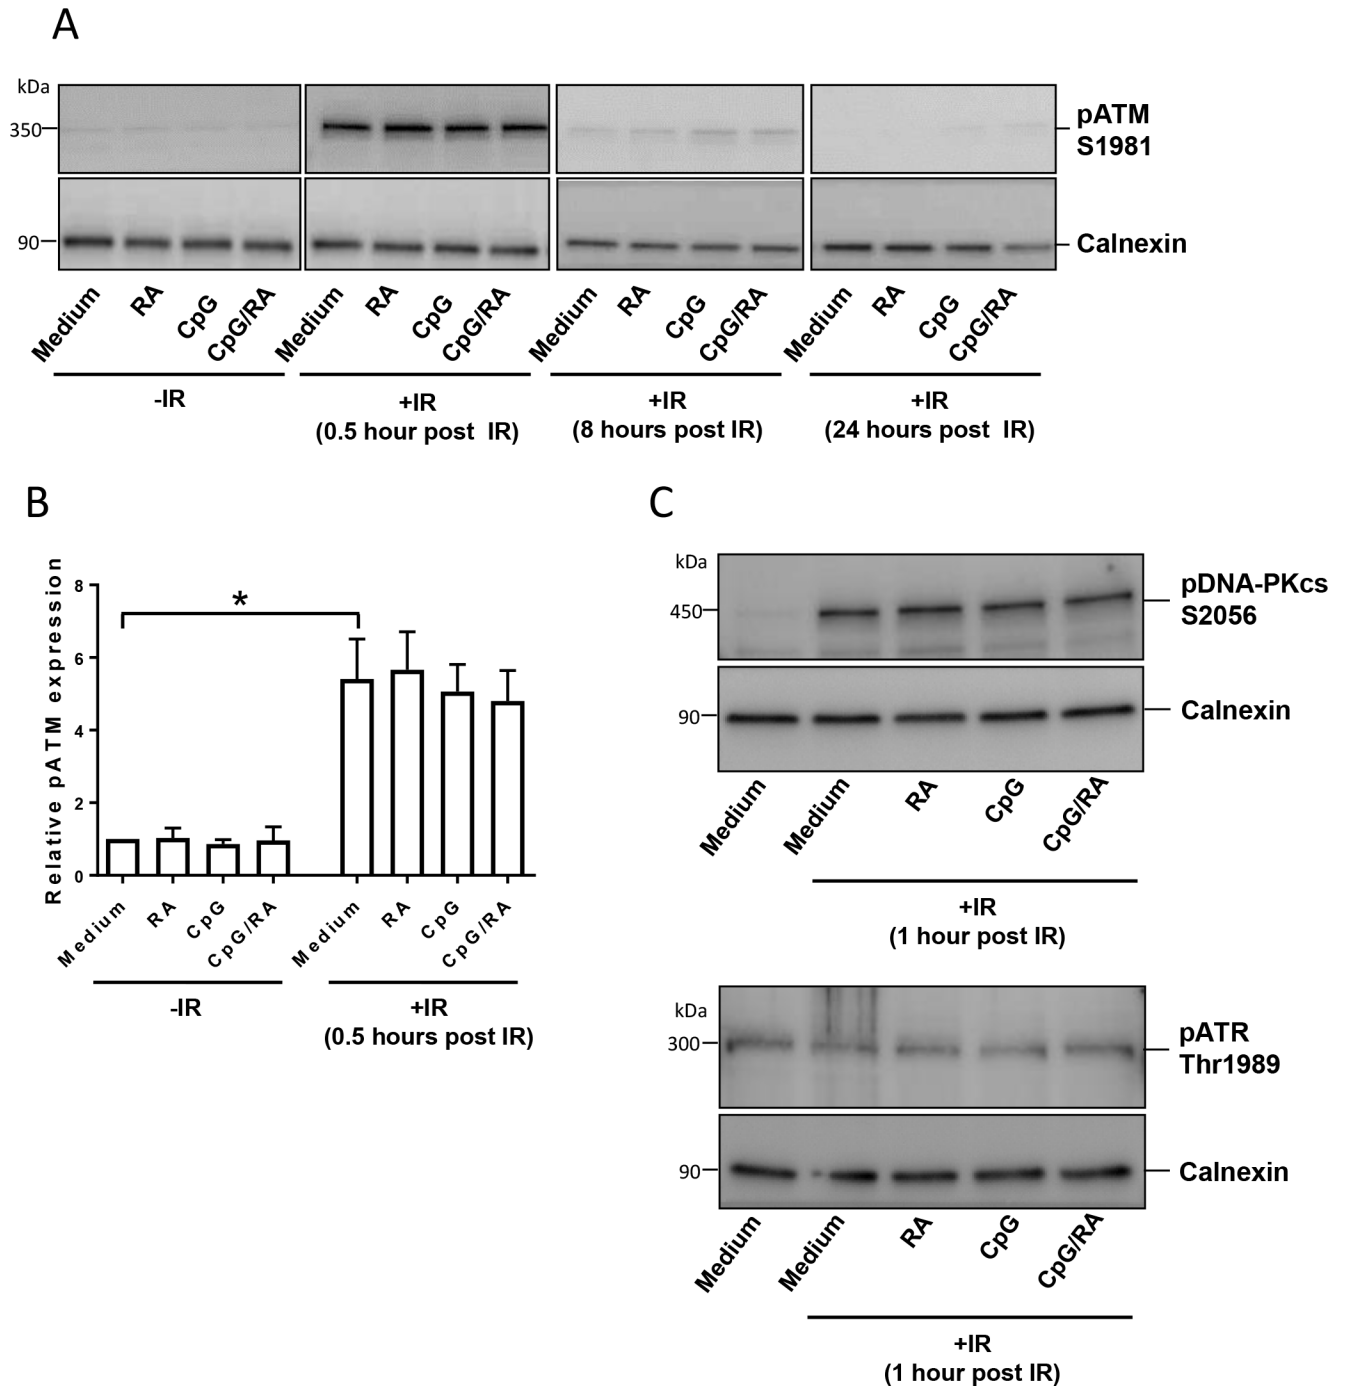 A
kDa
350
pATM
S1981
90
Calnexin
Medium RA CpG CpG/RA Medium RA CpG CpG/RA Medium RA CpG CpG/RA Medium RA CpG CpG/RA
-IR +IR +IR +IR
(0.5 hour post IR) (8 hours post IR) (24 hours post IR)
B
Relative pATM expression
8
6
4
2
0
*
Medium RA CpG CpG/RA Medium RA CpG CpG/RA
-IR +IR
(0.5 hours post IR)
C
kDa
450
pDNA-PKcs
S2056
90
Calnexin
Medium Medium RA CpG CpG/RA
+IR
(1 hour post IR)
kDa
300
pATR
Thr1989
90
Calnexin
Medium Medium RA CpG CpG/RA
+IR
(1 hour post IR)